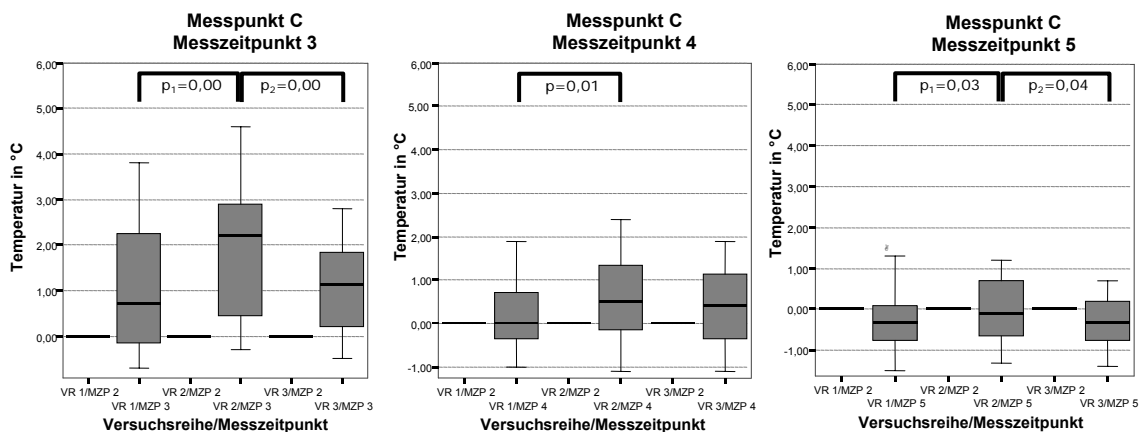 Messpunkt C
Messzeitpunkt 3
6,00
5,00
4,00
3,00
2,00
1,00
0,00
Temperatur in °C
p₁=0,00
p₂=0,00
VR 1/MZP 2
VR 2/MZP 2
VR 3/MZP 2
VR 1/MZP 3
VR 2/MZP 3
VR 3/MZP 3
Versuchsreihe/Messzeitpunkt
Messpunkt C
Messzeitpunkt 4
6,00
5,00
4,00
3,00
2,00
1,00
0,00
-1,00
Temperatur in °C
p=0,01
VR 1/MZP 2
VR 2/MZP 2
VR 3/MZP 2
VR 1/MZP 4
VR 2/MZP 4
VR 3/MZP 4
Versuchsreihe/Messzeitpunkt
Messpunkt C
Messzeitpunkt 5
6,00
5,00
4,00
3,00
2,00
1,00
0,00
-1,00
Temperatur in °C
p₁=0,03
p₂=0,04
VR 1/MZP 2
VR 2/MZP 2
VR 3/MZP 2
VR 1/MZP 5
VR 2/MZP 5
VR 3/MZP 5
Versuchsreihe/Messzeitpunkt